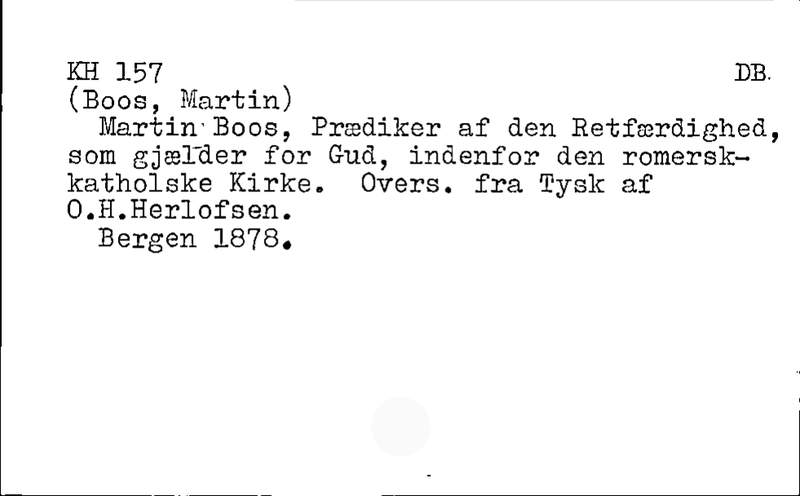 KH 157 DB.
(Boos, Martin)
Martin Boos, Prædiker af den Retfærdighed,
som gjælder for Gud, indenfor den romersk-
katholske Kirke. Overs. fra Tysk af
O.H.Herlofsen.
Bergen 1878.